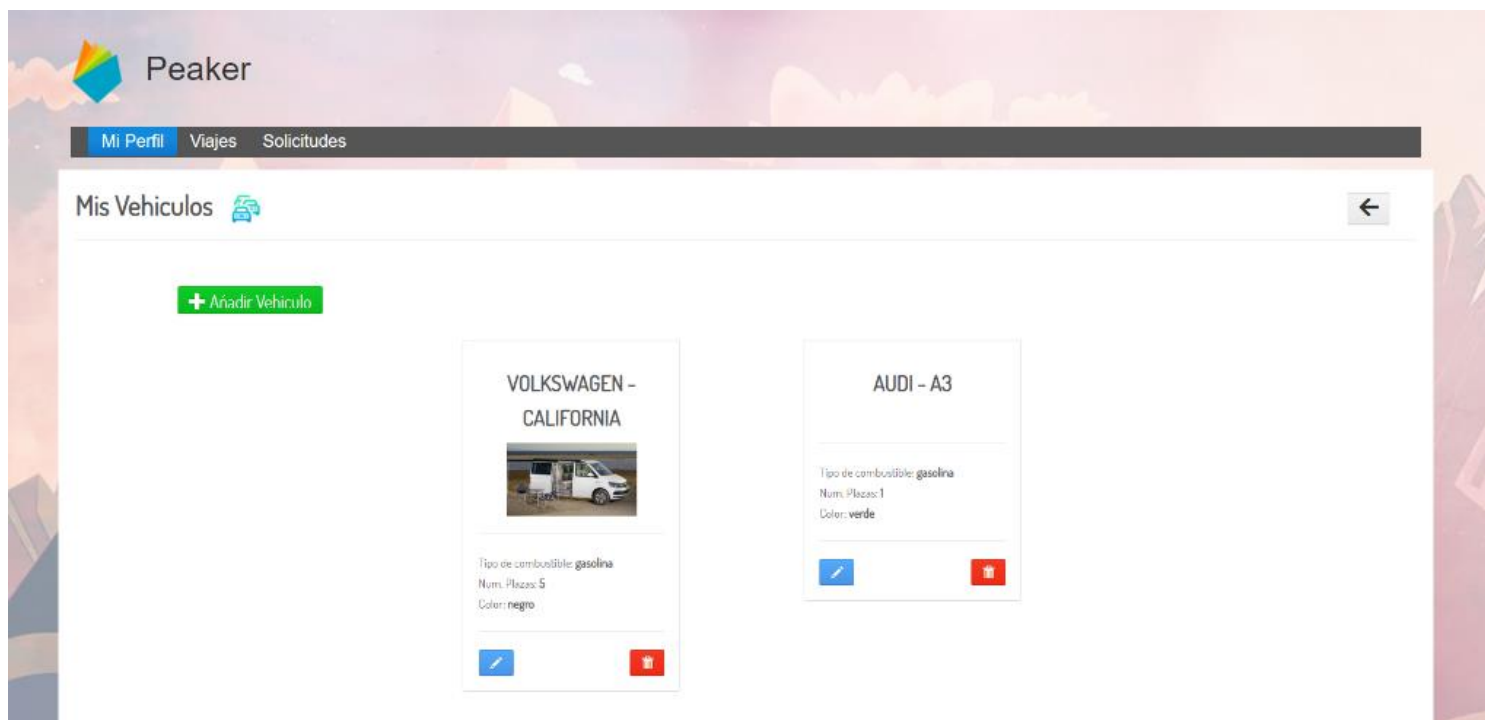 Peaker
Mi Perfil Viajes Solicitudes
Mis Vehiculos
Añadir Vehiculo
VOLKSWAGEN -
CALIFORNIA
Tipo de combustible: gasolina
Num. Plazas: 5
Color: negro
AUDI - A3
Tipo de combustible: gasolina
Num. Plazas: 1
Color: verde